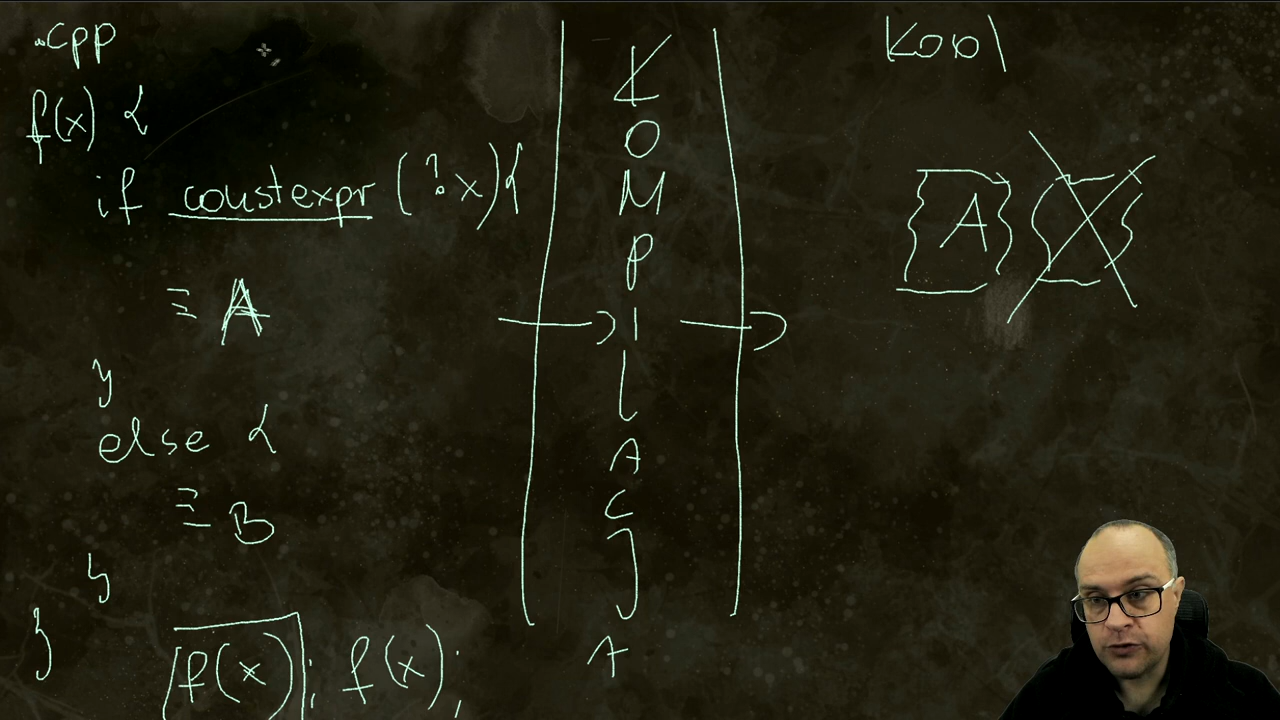 .cpp
f(x) {
if constexpr (?x){
≡ A
}
else {
≡ B
}
}
f(x); f(x);
KOMPILACJA
Kod
A